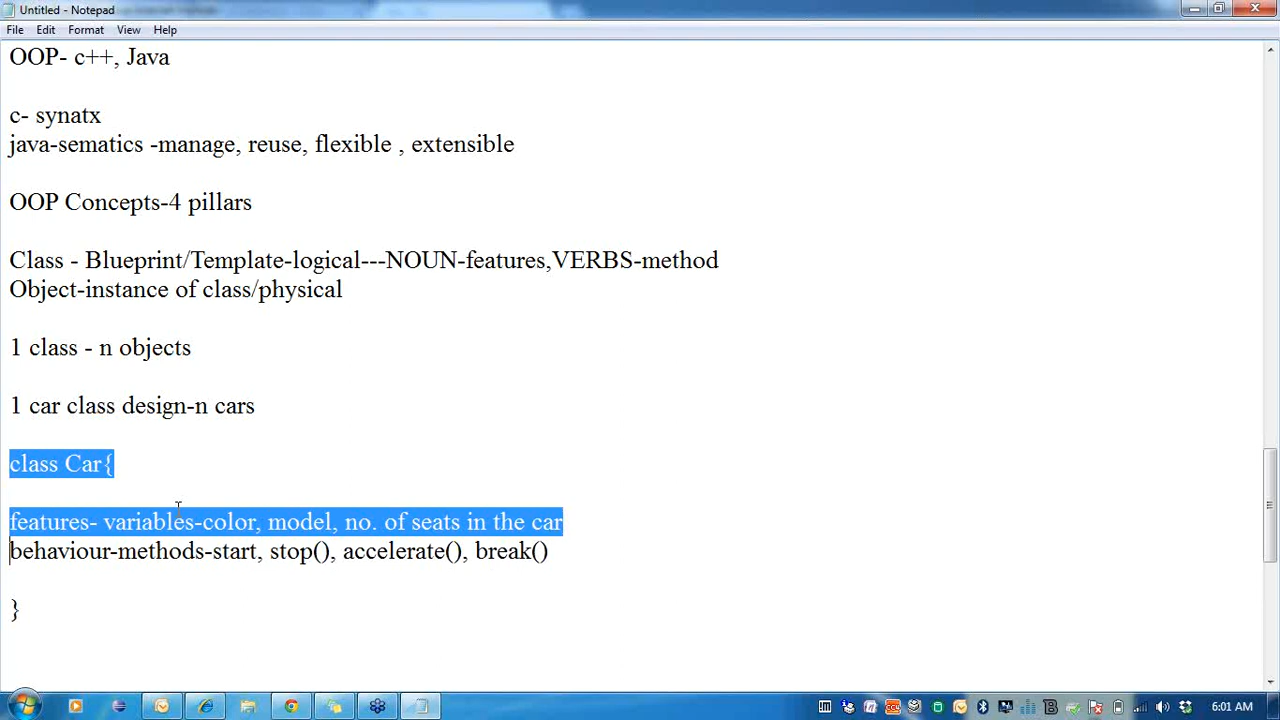 Untitled - Notepad
File Edit Format View Help
OOP- c++, Java
c- synatx
java-sematics -manage, reuse, flexible , extensible
OOP Concepts-4 pillars
Class - Blueprint/Template-logical---NOUN-features,VERBS-method
Object-instance of class/physical
1 class - n objects
1 car class design-n cars
class Car{
features- variables-color, model, no. of seats in the car
behaviour-methods-start, stop(), accelerate(), break()
}
6:01 AM